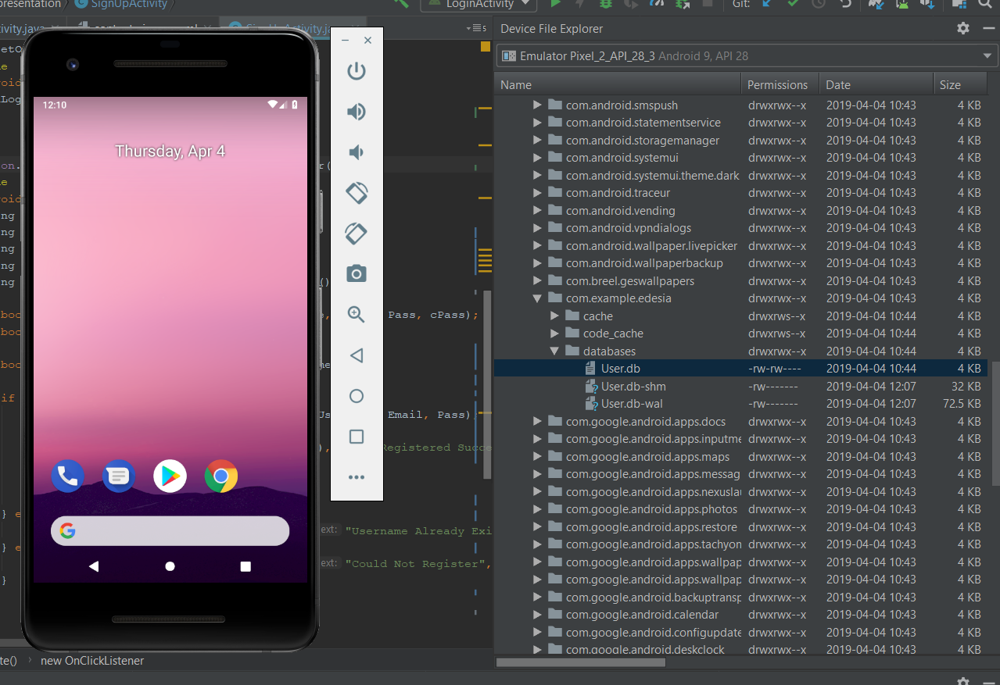 presentation
SignUpActivity
LoginActivity
Git:
ivity.java
SignUpActivity.ja
5
Device File Explorer
Emulator Pixel_2_API_28_3 Android 9, API 28
Name Permissions Date Size
com.android.smspush drwxrwx--x 2019-04-04 10:43 4 KB
com.android.statementservice drwxrwx--x 2019-04-04 10:43 4 KB
com.android.storagemanager drwxrwx--x 2019-04-04 10:43 4 KB
com.android.systemui drwxrwx--x 2019-04-04 10:43 4 KB
com.android.systemui.theme.dark drwxrwx--x 2019-04-04 10:43 4 KB
com.android.traceur drwxrwx--x 2019-04-04 10:43 4 KB
com.android.vending drwxrwx--x 2019-04-04 10:43 4 KB
com.android.vpndialogs drwxrwx--x 2019-04-04 10:43 4 KB
com.android.wallpaper.livepicker drwxrwx--x 2019-04-04 10:43 4 KB
com.android.wallpaperbackup drwxrwx--x 2019-04-04 10:43 4 KB
com.breel.geswallpapers drwxrwx--x 2019-04-04 10:43 4 KB
com.example.edesia drwxrwx--x 2019-04-04 10:43 4 KB
cache drwxrws--x 2019-04-04 10:44 4 KB
code_cache drwxrws--x 2019-04-04 10:44 4 KB
databases drwxrwx--x 2019-04-04 10:44 4 KB
User.db -rw-rw---- 2019-04-04 10:44 4 KB
User.db-shm -rw------- 2019-04-04 12:07 32 KB
User.db-wal -rw------- 2019-04-04 12:07 72.5 KB
com.google.android.apps.docs drwxrwx--x 2019-04-04 10:43 4 KB
com.google.android.apps.inputme drwxrwx--x 2019-04-04 10:43 4 KB
com.google.android.apps.maps drwxrwx--x 2019-04-04 10:43 4 KB
com.google.android.apps.messag drwxrwx--x 2019-04-04 10:43 4 KB
com.google.android.apps.nexuslau drwxrwx--x 2019-04-04 10:43 4 KB
com.google.android.apps.photos drwxrwx--x 2019-04-04 10:43 4 KB
com.google.android.apps.restore drwxrwx--x 2019-04-04 10:43 4 KB
com.google.android.apps.tachyon drwxrwx--x 2019-04-04 10:43 4 KB
com.google.android.apps.wallpap drwxrwx--x 2019-04-04 10:43 4 KB
com.google.android.apps.wallpap drwxrwx--x 2019-04-04 10:43 4 KB
com.google.android.backuptransp drwxrwx--x 2019-04-04 10:43 4 KB
com.google.android.calendar drwxrwx--x 2019-04-04 10:43 4 KB
com.google.android.configupdate drwxrwx--x 2019-04-04 10:43 4 KB
com.google.android.deskclock drwxrwx--x 2019-04-04 10:43 4 KB
12:10
Thursday, Apr 4
etO
e
roid
Log
on. r(
e
roid
ng
ng
ng
ng
ng ()
boo , Pass, cPass);
boo
boo me
if
Us Email, Pass)
), Registered Succe
} e
ext: "Username Already Exi
} e
ext: "Could Not Register",
}
te() › new OnClickListener